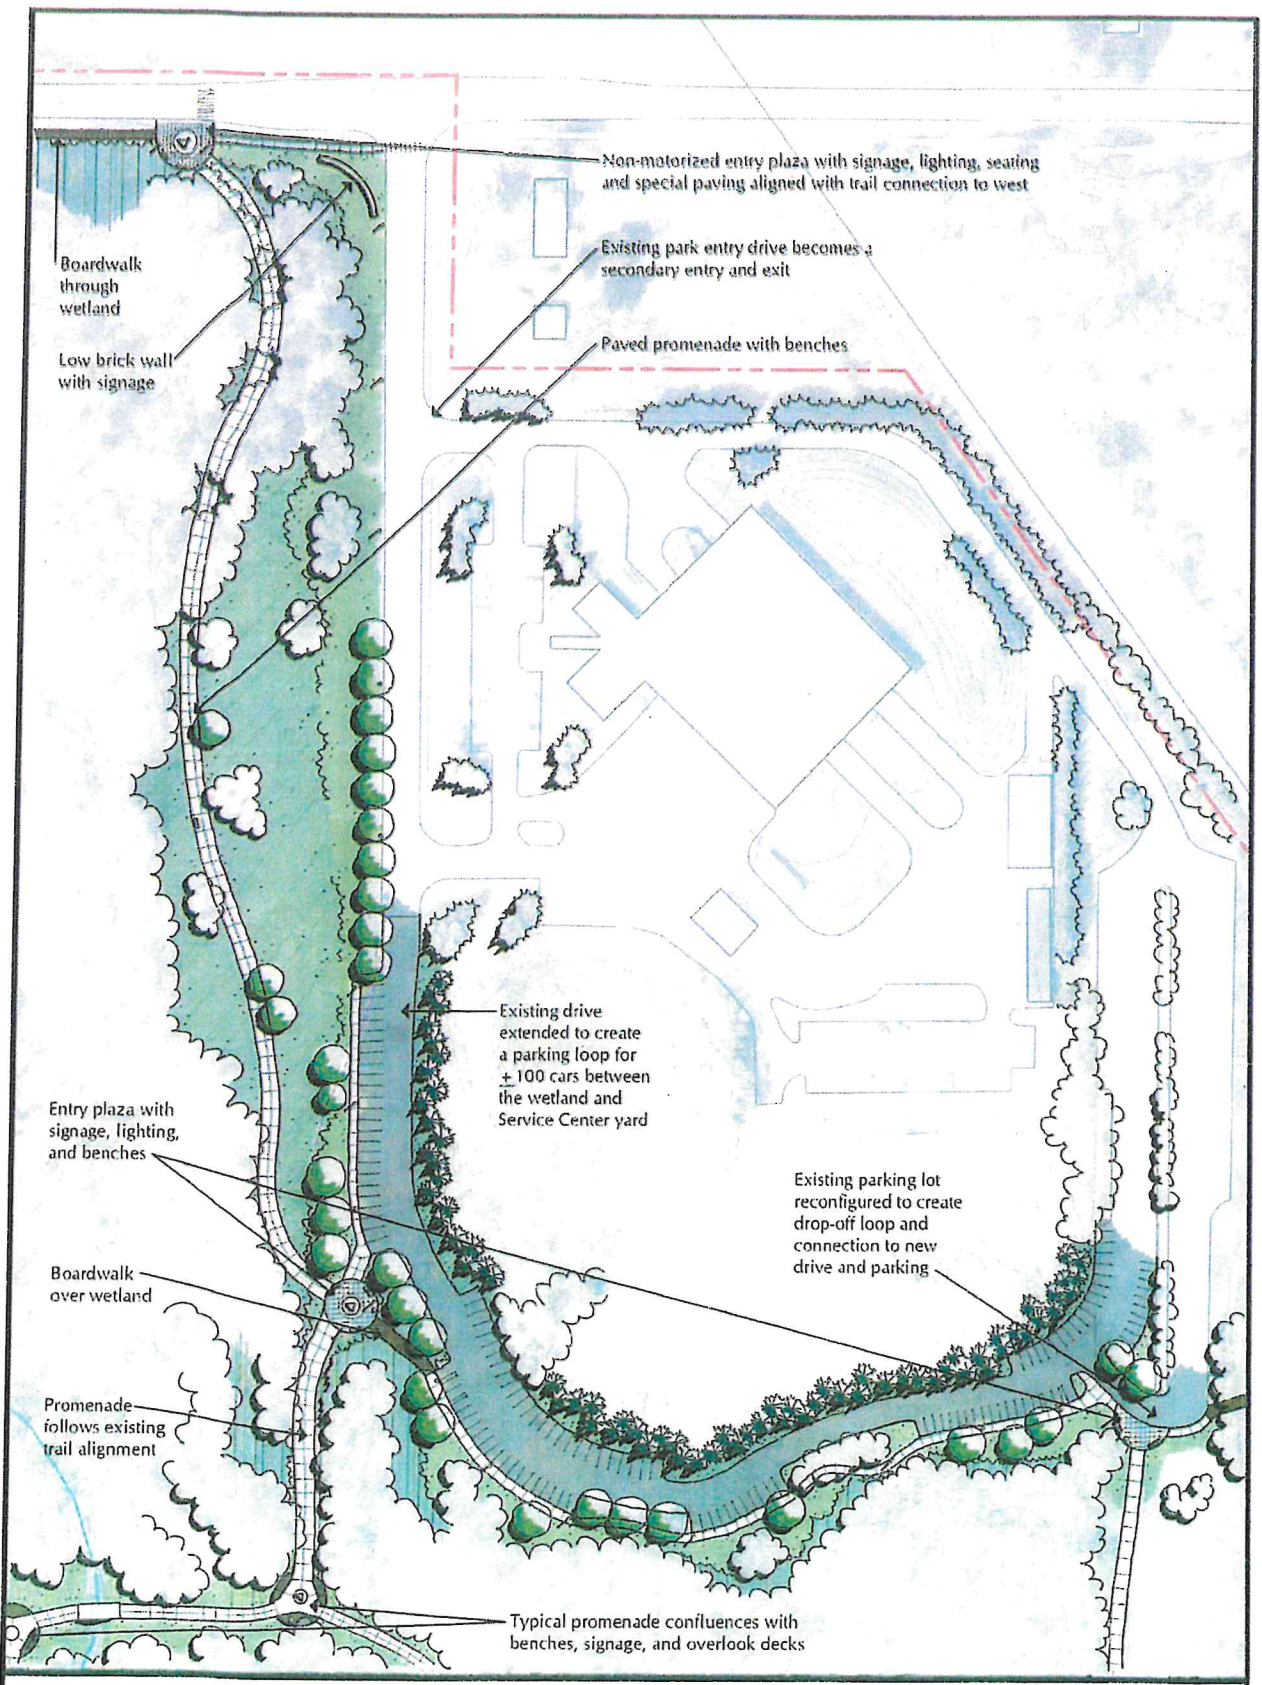 Non-motorized entry plaza with signage, lighting, seating
and special paving aligned with trail connection to west
Existing park entry drive becomes a
secondary entry and exit
Boardwalk
through
wetland
Low brick wall
with signage
Paved promenade with benches
Existing drive
extended to create
a parking loop for
±100 cars between
the wetland and
Service Center yard
Entry plaza with
signage, lighting,
and benches
Existing parking lot
reconfigured to create
drop-off loop and
connection to new
drive and parking
Boardwalk
over wetland
Promenade
follows existing
trail alignment
Typical promenade confluences with
benches, signage, and overlook decks